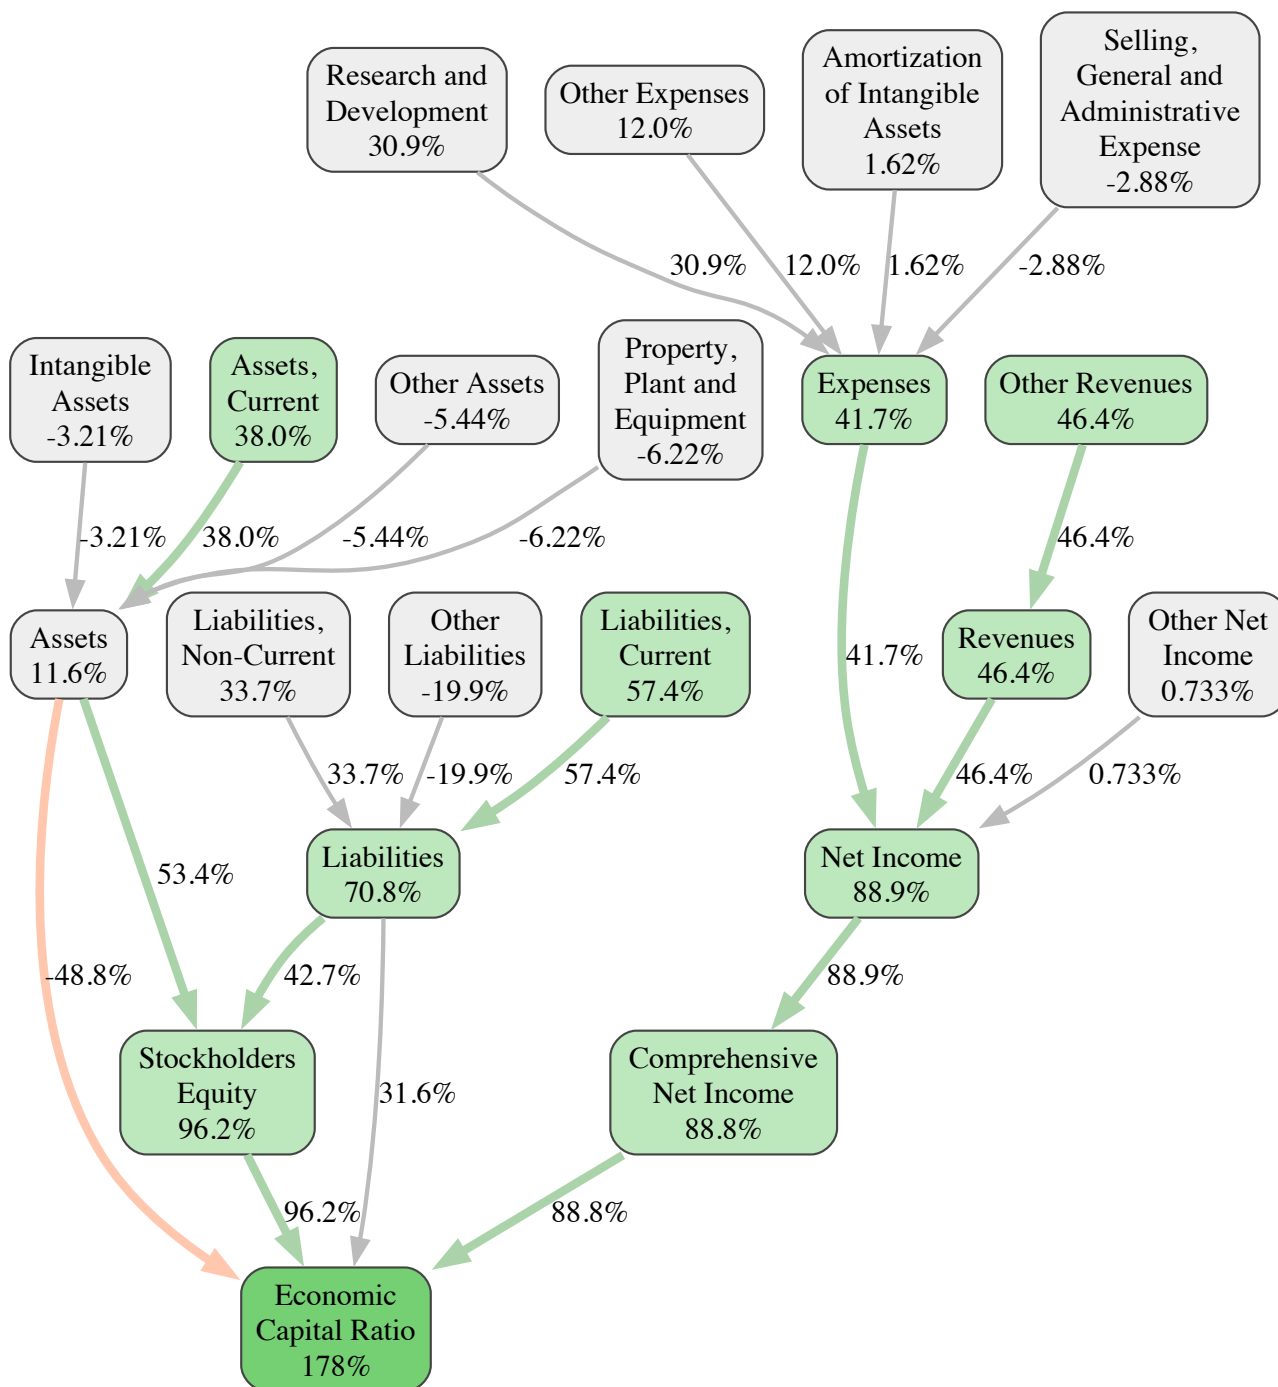 Research and
Development
30.9%
Other Expenses
12.0%
Amortization
of Intangible
Assets
1.62%
Selling,
General and
Administrative
Expense
-2.88%
30.9%
12.0%
1.62%
-2.88%
Intangible
Assets
-3.21%
Assets,
Current
38.0%
Other Assets
-5.44%
Property,
Plant and
Equipment
-6.22%
Expenses
41.7%
Other Revenues
46.4%
-3.21%
38.0%
-5.44%
-6.22%
46.4%
Assets
11.6%
Liabilities,
Non-Current
33.7%
Other
Liabilities
-19.9%
Liabilities,
Current
57.4%
41.7%
Revenues
46.4%
Other Net
Income
0.733%
33.7%
-19.9%
57.4%
46.4%
0.733%
53.4%
Liabilities
70.8%
Net Income
88.9%
-48.8%
42.7%
88.9%
Stockholders
Equity
96.2%
31.6%
Comprehensive
Net Income
88.8%
96.2%
88.8%
Economic
Capital Ratio
178%